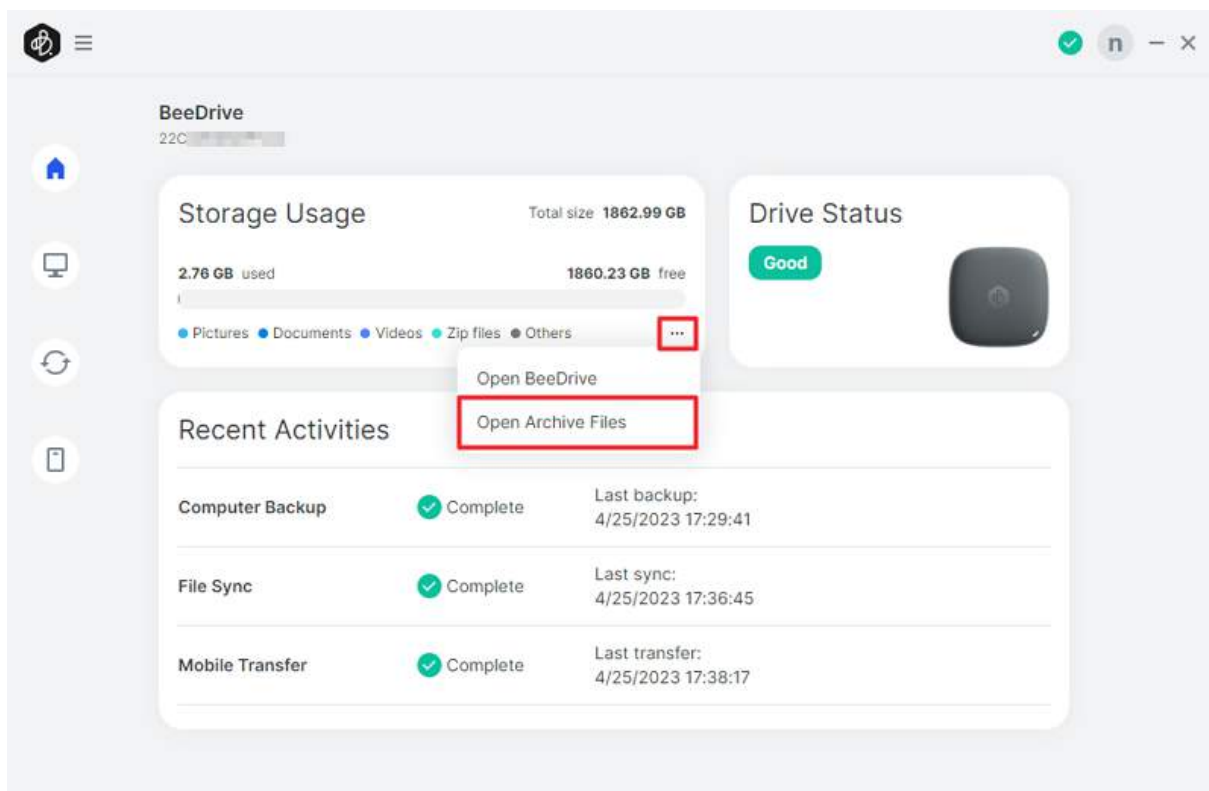 n
BeeDrive
22C
Storage Usage
Total size 1862.99 GB
2.76 GB used
1860.23 GB free
Pictures Documents Videos Zip files Others
...
Open BeeDrive
Open Archive Files
Drive Status
Good
Recent Activities
Computer Backup
Complete
Last backup:
4/25/2023 17:29:41
File Sync
Complete
Last sync:
4/25/2023 17:36:45
Mobile Transfer
Complete
Last transfer:
4/25/2023 17:38:17